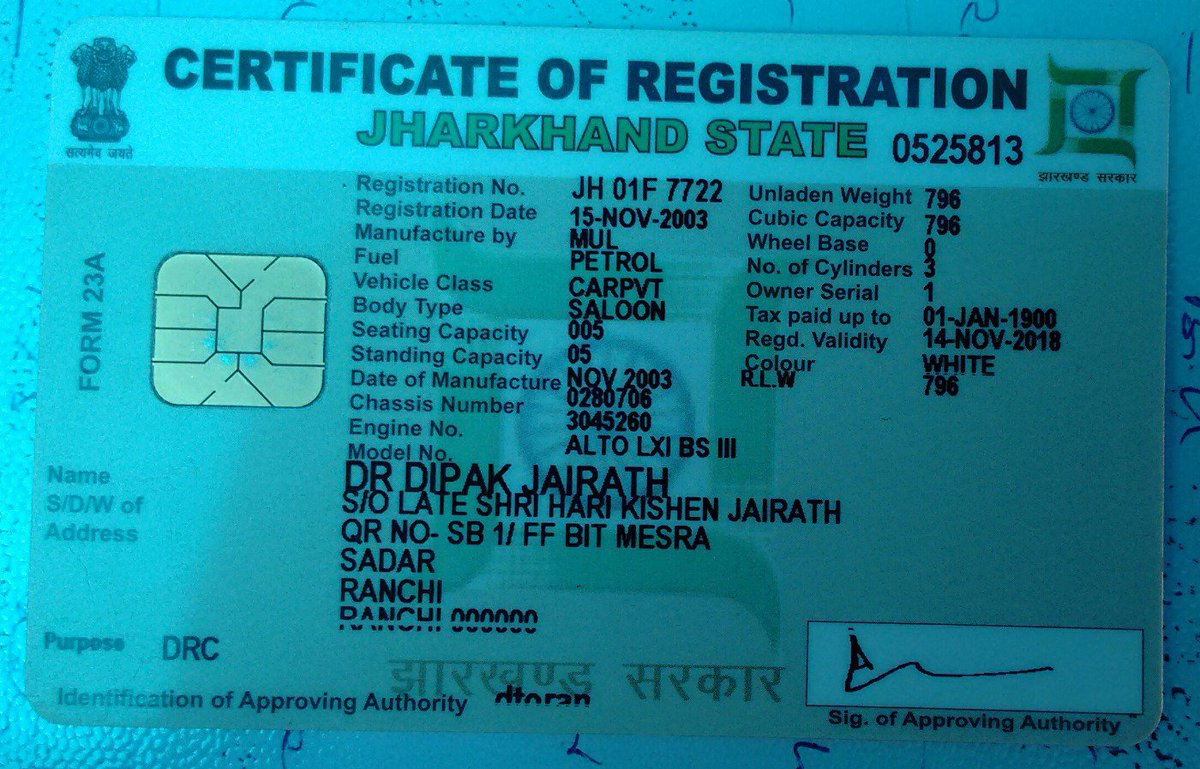 CERTIFICATE OF REGISTRATION
JHARKHAND STATE 0525813
सत्यमेव जयते
झारखण्ड सरकार
FORM 23A
Registration No. JH 01F 7722
Registration Date 15-NOV-2003
Manufacture by MUL
Fuel PETROL
Vehicle Class CARPVT
Body Type SALOON
Seating Capacity 005
Standing Capacity 05
Date of Manufacture NOV 2003
Chassis Number 0280706
Engine No. 3045260
Model No. ALTO LXI BS III
Unladen Weight 796
Cubic Capacity 796
Wheel Base 0
No. of Cylinders 3
Owner Serial 1
Tax paid up to 01-JAN-1900
Regd. Validity 14-NOV-2018
Colour WHITE
R.L.W 796
Name DR DIPAK JAIRATH
S/D/W of S/O LATE SHRI HARI KISHEN JAIRATH
Address QR NO- SB 1/ FF BIT MESRA
SADAR
RANCHI
RANCHI 000000
Purpose DRC
झारखण्ड सरकार
Identification of Approving Authority dtoran
Sig. of Approving Authority